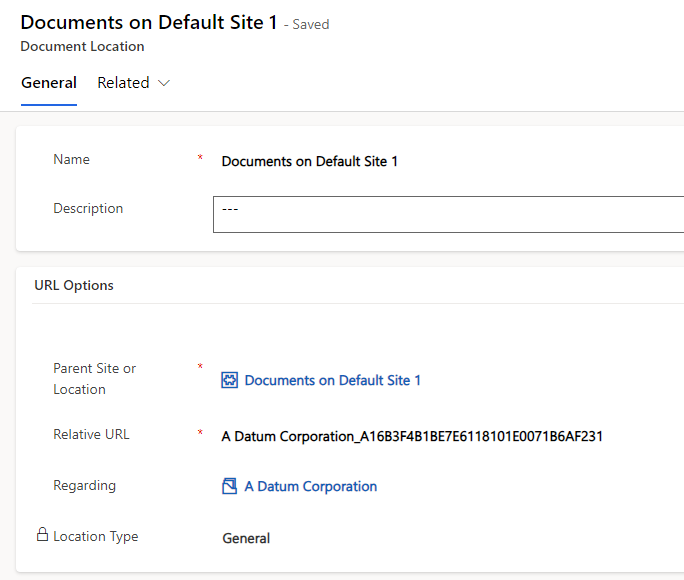 Documents on Default Site 1 - Saved
Document Location
General Related
Name * Documents on Default Site 1
Description ---
URL Options
Parent Site or Location * Documents on Default Site 1
Relative URL * A Datum Corporation_A16B3F4B1BE7E6118101E0071B6AF231
Regarding A Datum Corporation
Location Type General